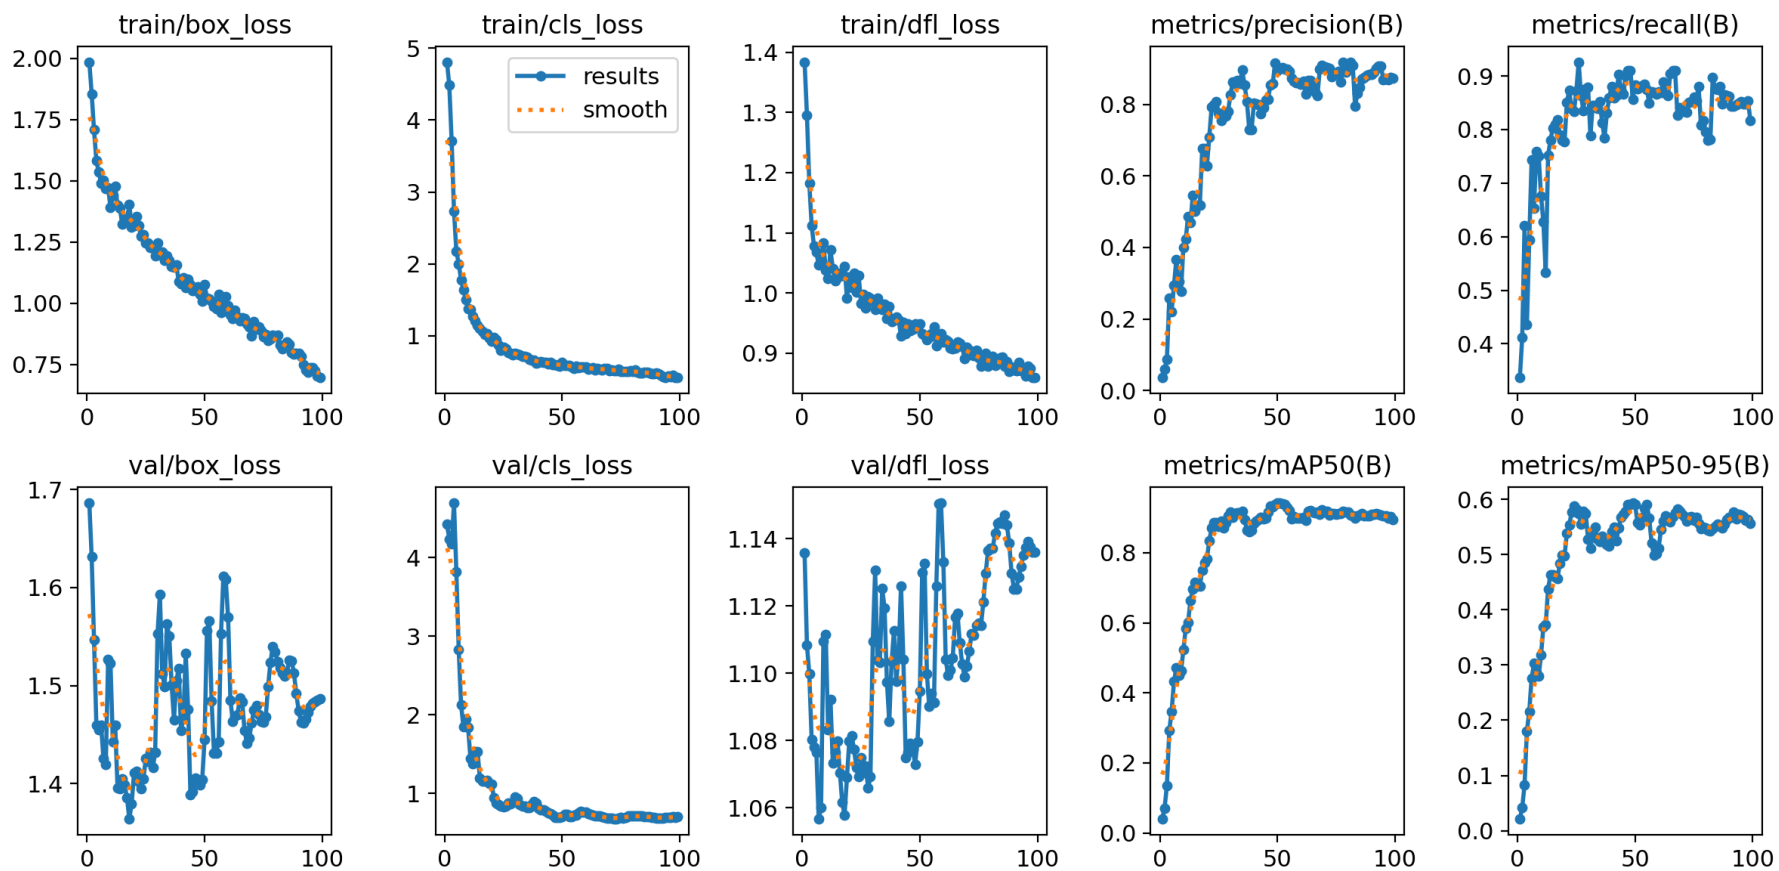 train/box_loss
train/cls_loss
train/dfl_loss
metrics/precision(B)
metrics/recall(B)
2.00
1.75
1.50
1.25
1.00
0.75
0 50 100
5
4
3
2
1
results
smooth
0 50 100
1.4
1.3
1.2
1.1
1.0
0.9
0 50 100
0.8
0.6
0.4
0.2
0.0
0 50 100
0.9
0.8
0.7
0.6
0.5
0.4
0 50 100
val/box_loss
val/cls_loss
val/dfl_loss
metrics/mAP50(B)
metrics/mAP50-95(B)
1.7
1.6
1.5
1.4
0 50 100
4
3
2
1
0 50 100
1.14
1.12
1.10
1.08
1.06
0 50 100
0.8
0.6
0.4
0.2
0.0
0 50 100
0.6
0.5
0.4
0.3
0.2
0.1
0.0
0 50 100